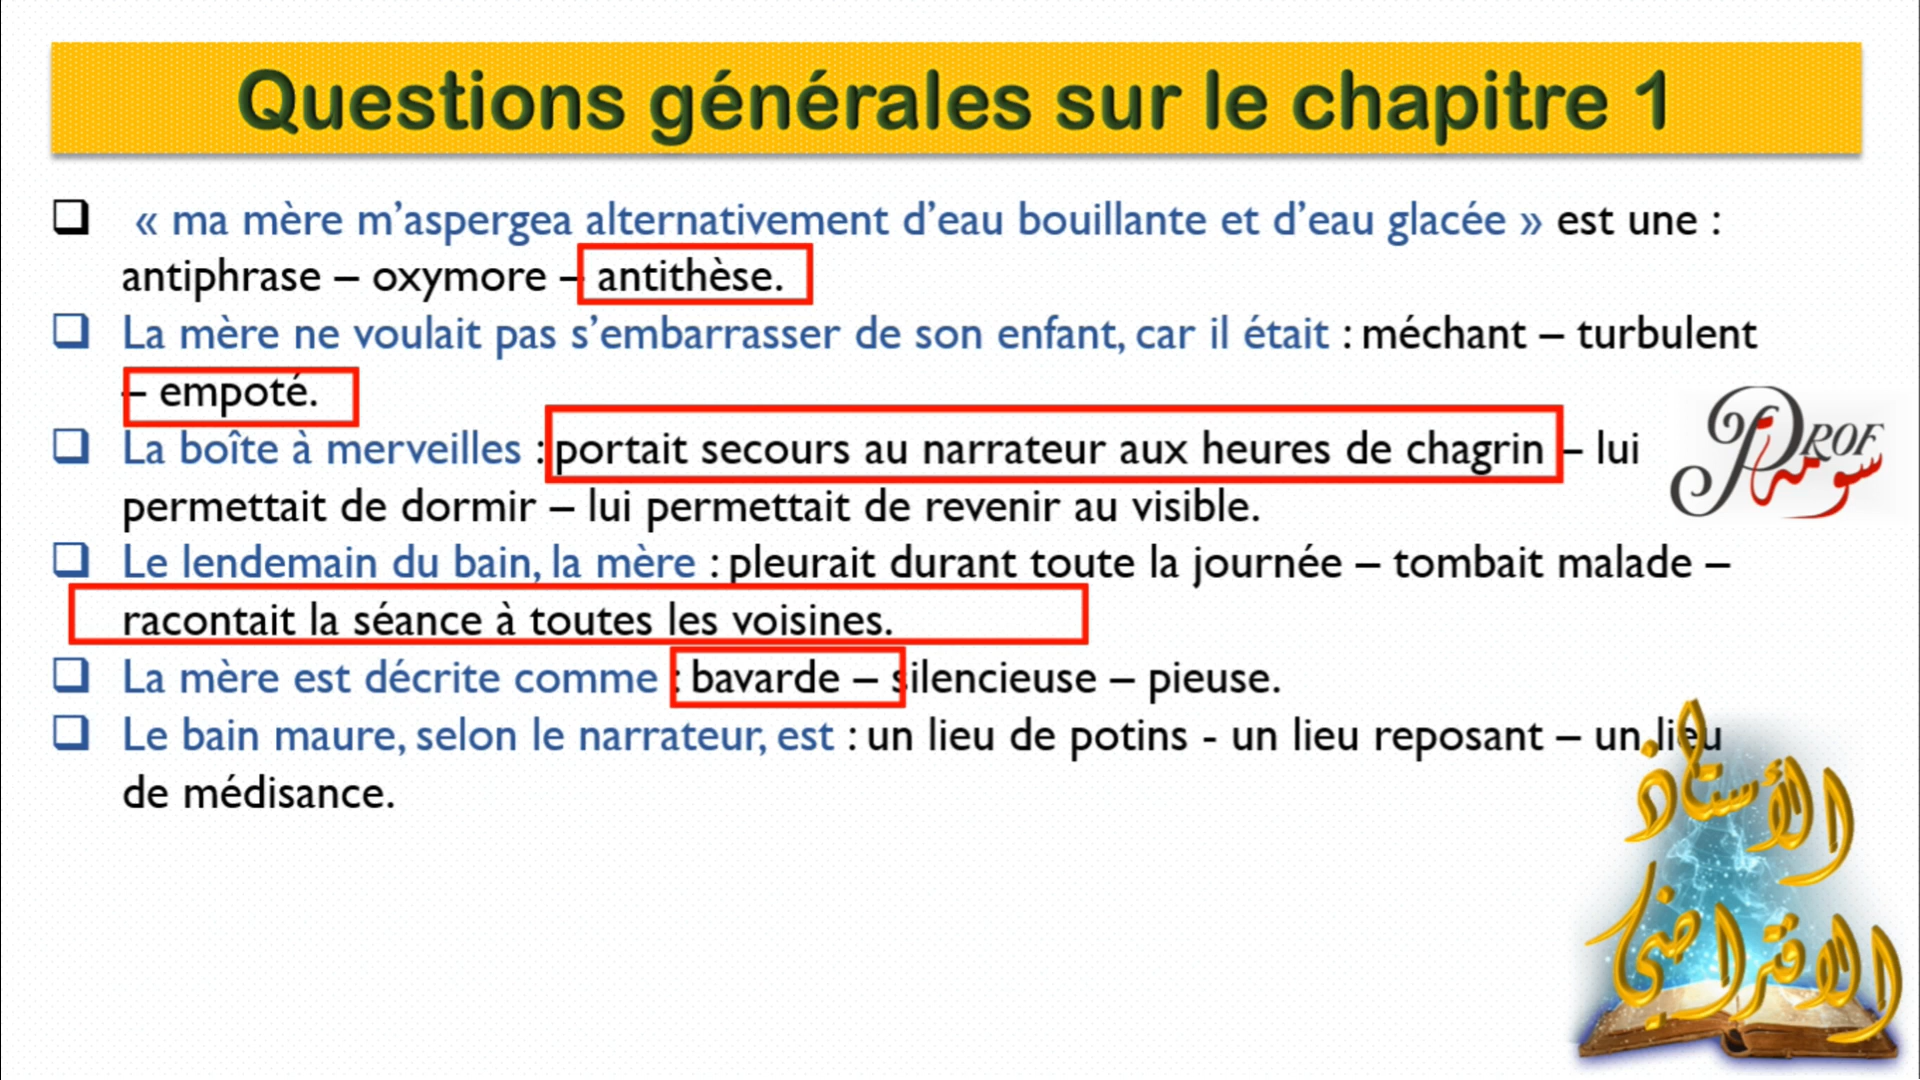 Questions générales sur le chapitre 1
❑ « ma mère m’aspergea alternativement d’eau bouillante et d’eau glacée » est une :
antiphrase – oxymore – antithèse.
❑ La mère ne voulait pas s’embarrasser de son enfant, car il était : méchant – turbulent
– empoté.
❑ La boîte à merveilles : portait secours au narrateur aux heures de chagrin – lui
permettait de dormir – lui permettait de revenir au visible.
PROF
سومية
❑ Le lendemain du bain, la mère : pleurait durant toute la journée – tombait malade –
racontait la séance à toutes les voisines.
❑ La mère est décrite comme : bavarde – silencieuse – pieuse.
❑ Le bain maure, selon le narrateur, est : un lieu de potins - un lieu reposant – un lieu
de médisance.
الأستاذ
الافتراضي